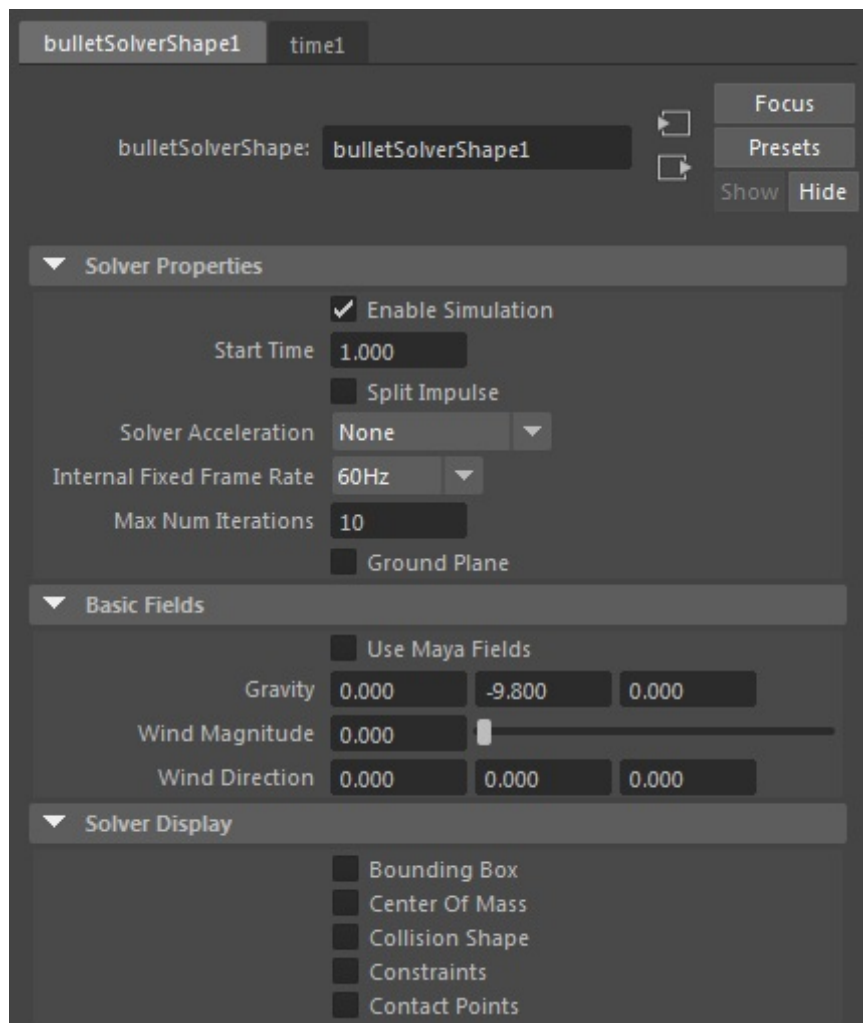 bulletSolverShape1 time1
Focus
bulletSolverShape: bulletSolverShape1 Presets
Show Hide
Solver Properties
Enable Simulation
Start Time 1.000
Split Impulse
Solver Acceleration None
Internal Fixed Frame Rate 60Hz
Max Num Iterations 10
Ground Plane
Basic Fields
Use Maya Fields
Gravity 0.000 -9.800 0.000
Wind Magnitude 0.000
Wind Direction 0.000 0.000 0.000
Solver Display
Bounding Box
Center Of Mass
Collision Shape
Constraints
Contact Points